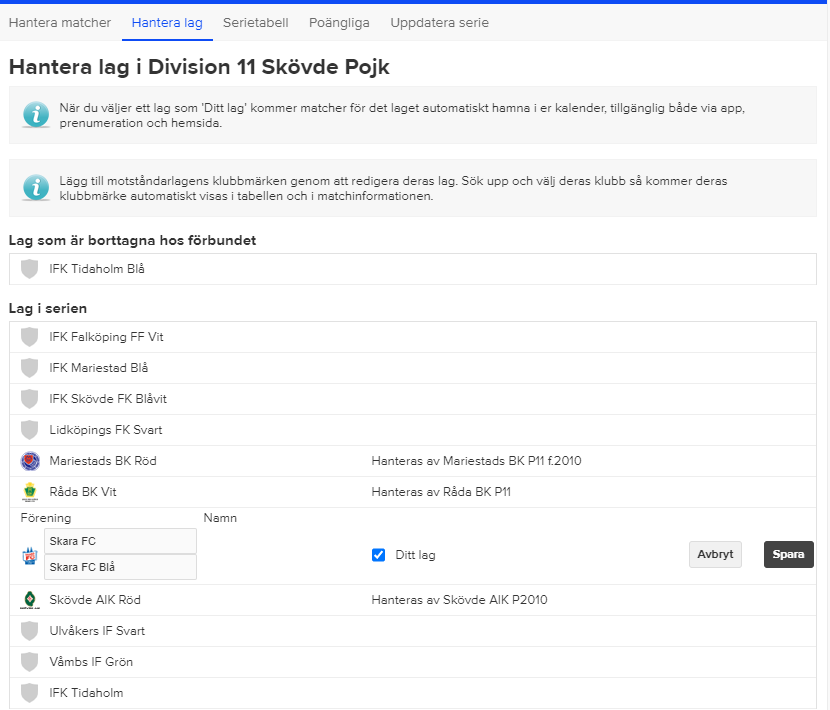 Hantera matcher Hantera lag Serietabell Poängliga Uppdatera serie
Hantera lag i Division 11 Skövde Pojk
När du väljer ett lag som 'Ditt lag' kommer matcher för det laget automatiskt hamna i er kalender, tillgänglig både via app,
prenumeration och hemsida.
Lägg till motståndarlagens klubbmärken genom att redigera deras lag. Sök upp och välj deras klubb så kommer deras
klubbmärke automatiskt visas i tabellen och i matchinformationen.
Lag som är borttagna hos förbundet
IFK Tidaholm Blå
Lag i serien
IFK Falköping FF Vit
IFK Mariestad Blå
IFK Skövde FK Blåvit
Lidköpings FK Svart
Mariestads BK Röd Hanteras av Mariestads BK P11 f.2010
Råda BK Vit Hanteras av Råda BK P11
Förening Namn
Skara FC
Skara FC Blå
Ditt lag Avbryt Spara
Skövde AIK Röd Hanteras av Skövde AIK P2010
Ulvåkers IF Svart
Våmbs IF Grön
IFK Tidaholm